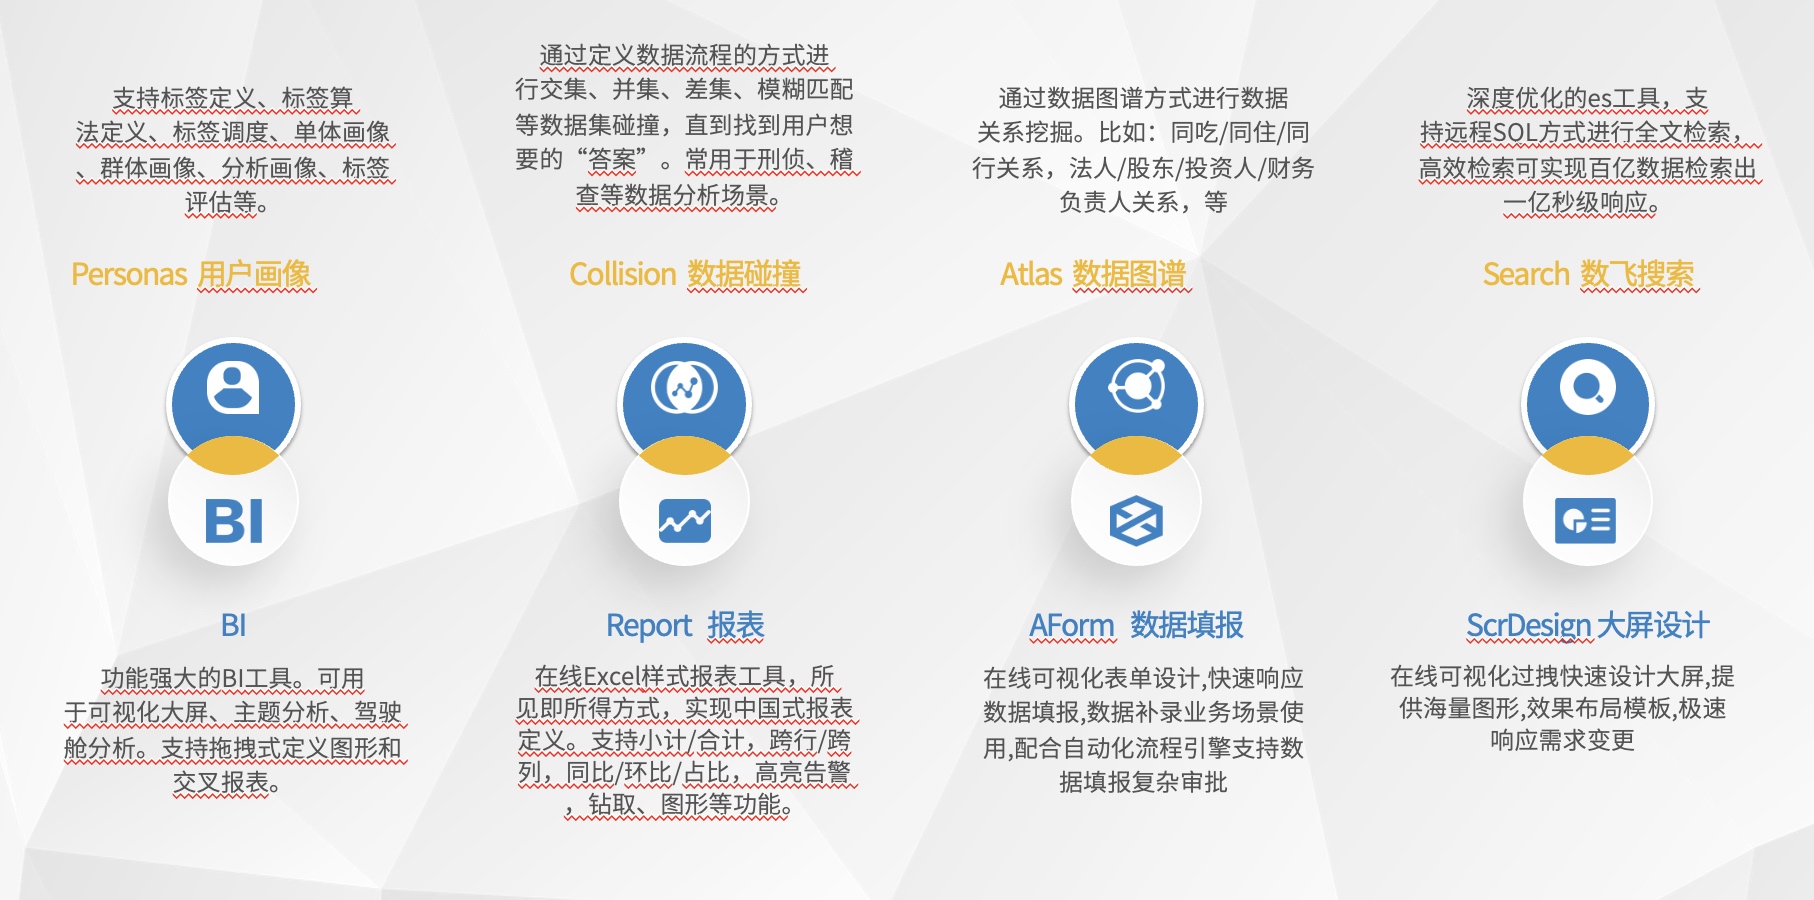 支持标签定义、标签算
法定义、标签调度、单体画像
、群体画像、分析画像、标签
评估等。
Personas 用户画像
通过定义数据流程的方式进
行交集、并集、差集、模糊匹配
等数据集碰撞，直到找到用户想
要的“答案”。常用于刑侦、稽
查等数据分析场景。
Collision 数据碰撞
通过数据图谱方式进行数据
关系挖掘。比如：同吃/同住/同
行关系，法人/股东/投资人/财务
负责人关系，等
Atlas 数据图谱
深度优化的es工具，支
持远程SQL方式进行全文检索，
高效检索可实现百亿数据检索出
一亿秒级响应。
Search 数飞搜索
BI
BI
功能强大的BI工具。可用
于可视化大屏、主题分析、驾驶
舱分析。支持拖拽式定义图形和
交叉报表。
Report 报表
在线Excel样式报表工具，所
见即所得方式，实现中国式报表
定义。支持小计/合计，跨行/跨
列，同比/环比/占比，高亮告警
，钻取、图形等功能。
AForm 数据填报
在线可视化表单设计,快速响应
数据填报,数据补录业务场景使
用,配合自动化流程引擎支持数
据填报复杂审批
ScrDesign 大屏设计
在线可视化过拽快速设计大屏,提
供海量图形,效果布局模板,极速
响应需求变更